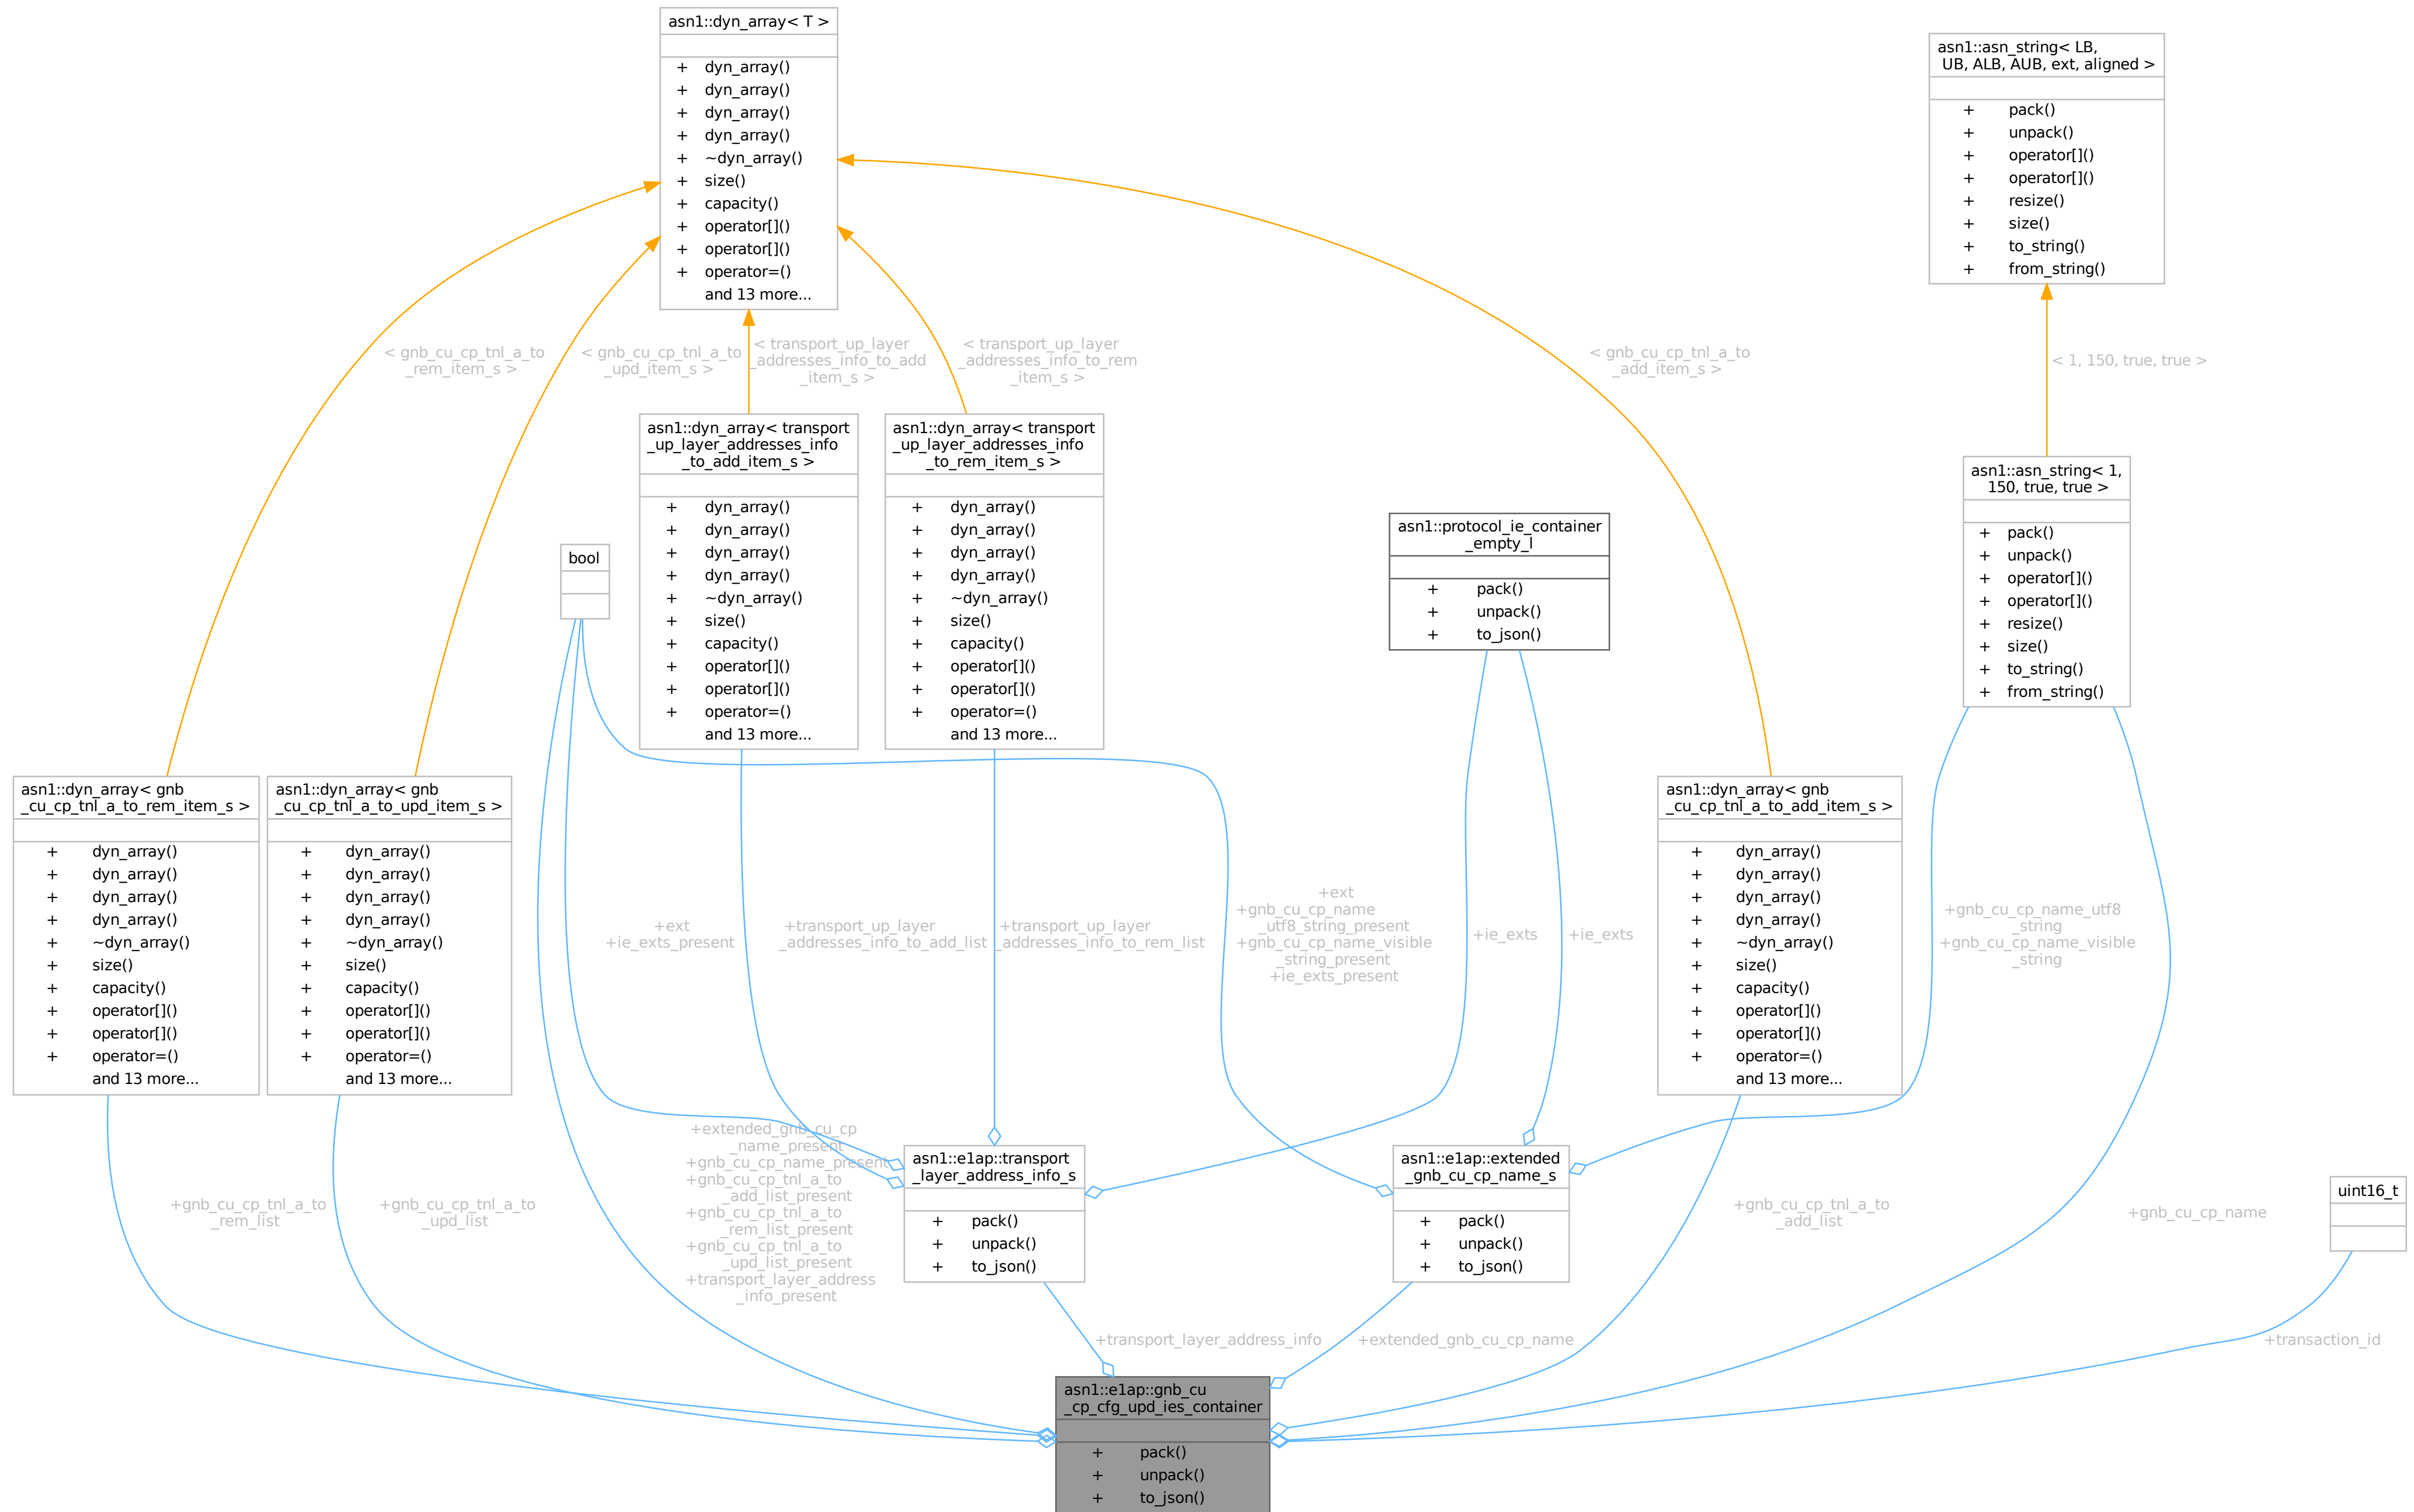 asn1::dyn_array< T >
+ dyn_array()
+ dyn_array()
+ dyn_array()
+ dyn_array()
+ ~dyn_array()
+ size()
+ capacity()
+ operator[]()
+ operator[]()
+ operator=()
and 13 more...
asn1::asn_string< LB,
UB, ALB, AUB, ext, aligned >
+ pack()
+ unpack()
+ operator[]()
+ operator[]()
+ resize()
+ size()
+ to_string()
+ from_string()
< gnb_cu_cp_tnl_a_to
_rem_item_s >
< gnb_cu_cp_tnl_a_to
_upd_item_s >
< transport_up_layer
_addresses_info_to_add
_item_s >
< transport_up_layer
_addresses_info_to_rem
_item_s >
< gnb_cu_cp_tnl_a_to
_add_item_s >
< 1, 150, true, true >
bool
asn1::dyn_array< transport
_up_layer_addresses_info
_to_add_item_s >
+ dyn_array()
+ dyn_array()
+ dyn_array()
+ dyn_array()
+ ~dyn_array()
+ size()
+ capacity()
+ operator[]()
+ operator[]()
+ operator=()
and 13 more...
asn1::dyn_array< transport
_up_layer_addresses_info
_to_rem_item_s >
+ dyn_array()
+ dyn_array()
+ dyn_array()
+ dyn_array()
+ ~dyn_array()
+ size()
+ capacity()
+ operator[]()
+ operator[]()
+ operator=()
and 13 more...
asn1::protocol_ie_container
_empty_l
+ pack()
+ unpack()
+ to_json()
asn1::asn_string< 1,
150, true, true >
+ pack()
+ unpack()
+ operator[]()
+ operator[]()
+ resize()
+ size()
+ to_string()
+ from_string()
asn1::dyn_array< gnb
_cu_cp_tnl_a_to_rem_item_s >
+ dyn_array()
+ dyn_array()
+ dyn_array()
+ dyn_array()
+ ~dyn_array()
+ size()
+ capacity()
+ operator[]()
+ operator[]()
+ operator=()
and 13 more...
asn1::dyn_array< gnb
_cu_cp_tnl_a_to_upd_item_s >
+ dyn_array()
+ dyn_array()
+ dyn_array()
+ dyn_array()
+ ~dyn_array()
+ size()
+ capacity()
+ operator[]()
+ operator[]()
+ operator=()
and 13 more...
+ext
+ie_exts_present
+transport_up_layer
_addresses_info_to_add_list
+transport_up_layer
_addresses_info_to_rem_list
+ext
+gnb_cu_cp_name
_utf8_string_present
+gnb_cu_cp_name_visible
_string_present
+ie_exts_present
+ie_exts
+ie_exts
asn1::dyn_array< gnb
_cu_cp_tnl_a_to_add_item_s >
+ dyn_array()
+ dyn_array()
+ dyn_array()
+ dyn_array()
+ ~dyn_array()
+ size()
+ capacity()
+ operator[]()
+ operator[]()
+ operator=()
and 13 more...
+gnb_cu_cp_name_utf8
_string
+gnb_cu_cp_name_visible
_string
+gnb_cu_cp_tnl_a_to
_rem_list
+gnb_cu_cp_tnl_a_to
_upd_list
+extended_gnb_cu_cp
_name_present
+gnb_cu_cp_name_present
+gnb_cu_cp_tnl_a_to
_add_list_present
+gnb_cu_cp_tnl_a_to
_rem_list_present
+gnb_cu_cp_tnl_a_to
_upd_list_present
+transport_layer_address
_info_present
asn1::e1ap::transport
_layer_address_info_s
+ pack()
+ unpack()
+ to_json()
asn1::e1ap::extended
_gnb_cu_cp_name_s
+ pack()
+ unpack()
+ to_json()
+gnb_cu_cp_tnl_a_to
_add_list
+gnb_cu_cp_name
uint16_t
+transport_layer_address_info
+extended_gnb_cu_cp_name
+transaction_id
asn1::e1ap::gnb_cu
_cp_cfg_upd_ies_container
+ pack()
+ unpack()
+ to_json()